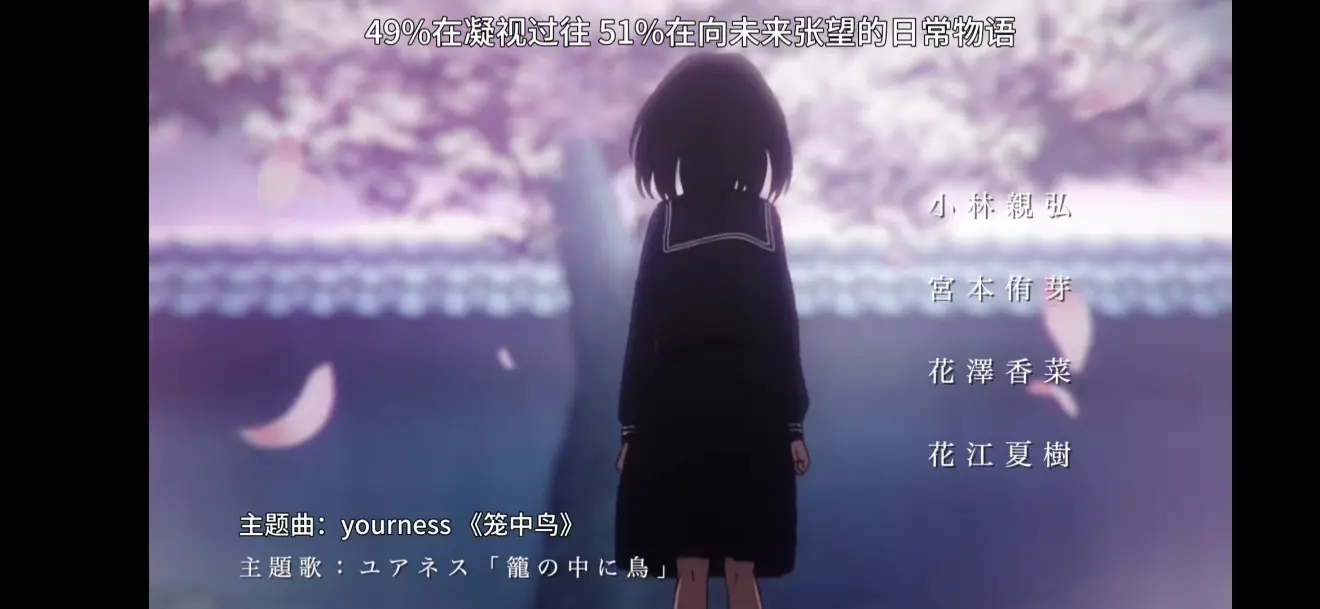 49%在凝视过往 51%在向未来张望的日常物语
小林親弘
宮本侑芽
花澤香菜
花江夏樹
主题曲：yourness《笼中鸟》
主題歌：ユアネス「籠の中に鳥」